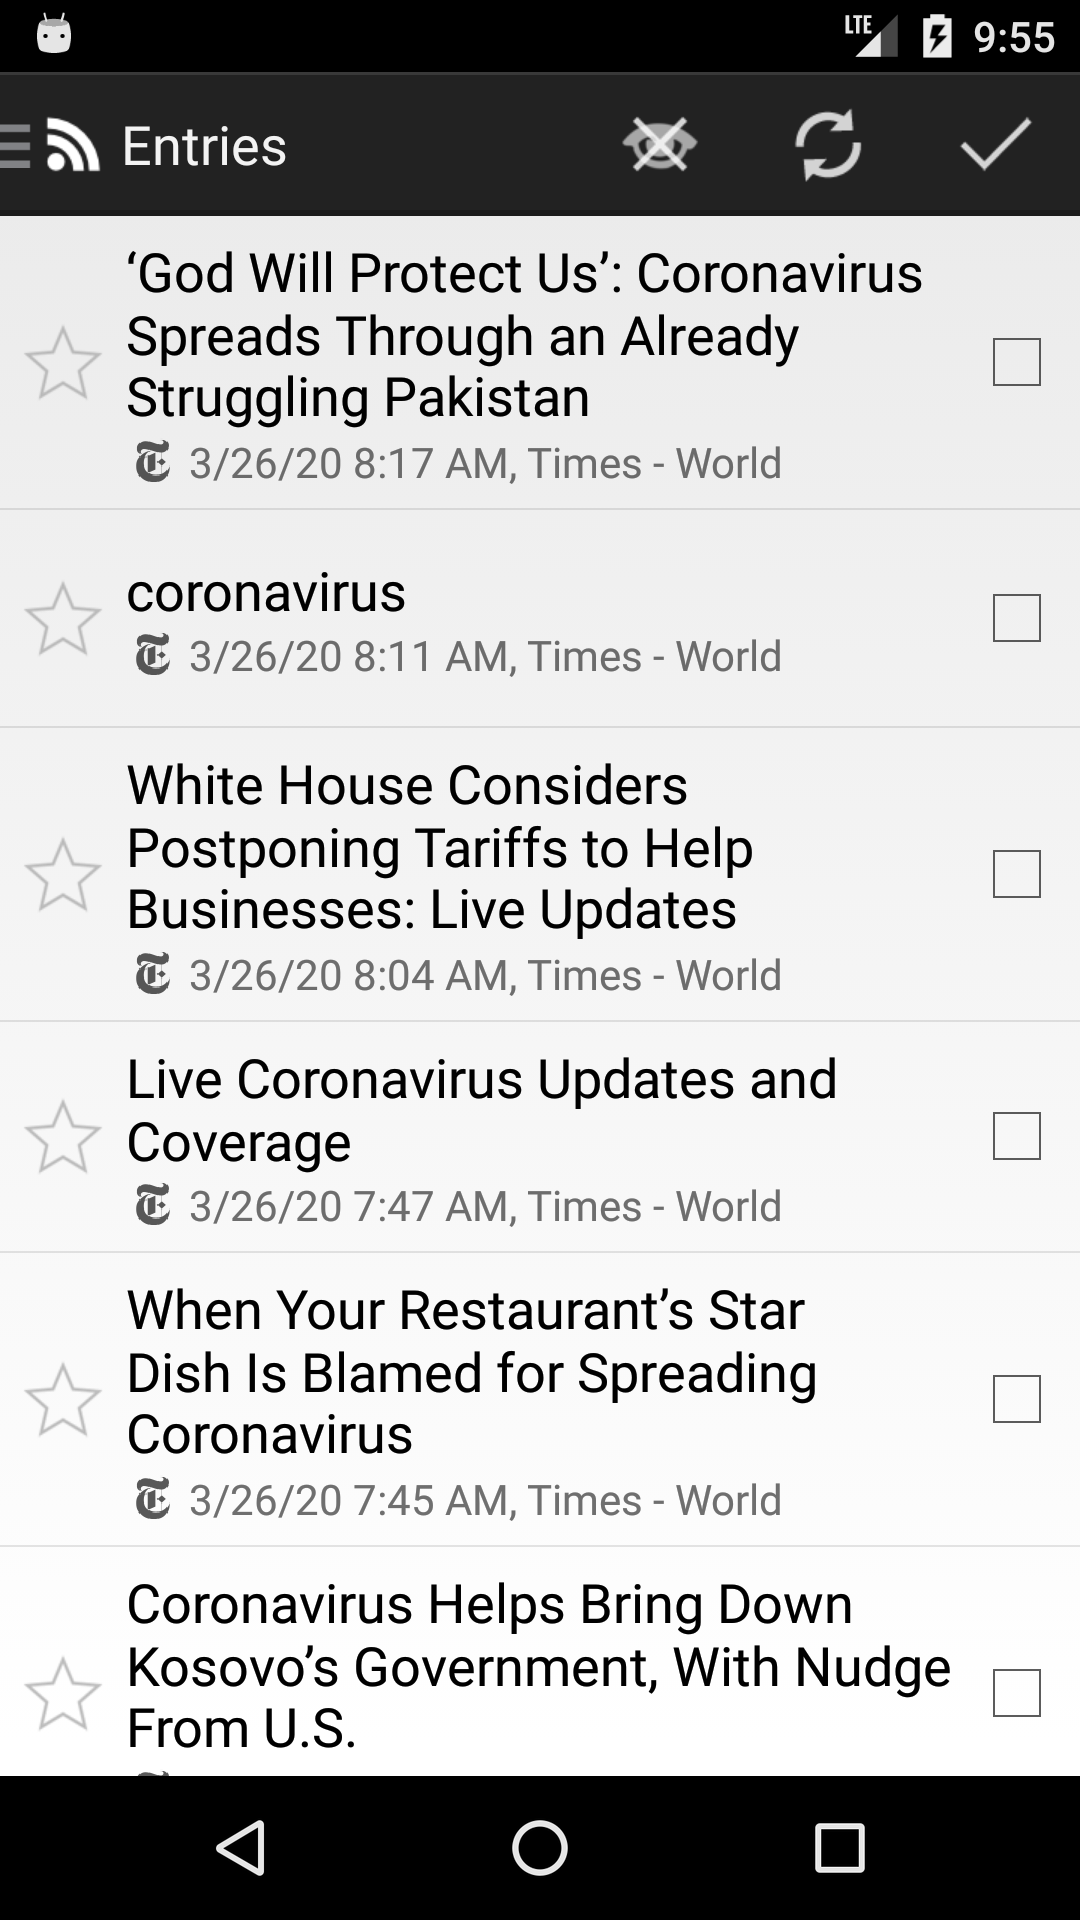 LTE 9:55
Entries
‘God Will Protect Us’: Coronavirus
Spreads Through an Already
Struggling Pakistan
T 3/26/20 8:17 AM, Times - World
coronavirus
T 3/26/20 8:11 AM, Times - World
White House Considers
Postponing Tariffs to Help
Businesses: Live Updates
T 3/26/20 8:04 AM, Times - World
Live Coronavirus Updates and
Coverage
T 3/26/20 7:47 AM, Times - World
When Your Restaurant’s Star
Dish Is Blamed for Spreading
Coronavirus
T 3/26/20 7:45 AM, Times - World
Coronavirus Helps Bring Down
Kosovo’s Government, With Nudge
From U.S.